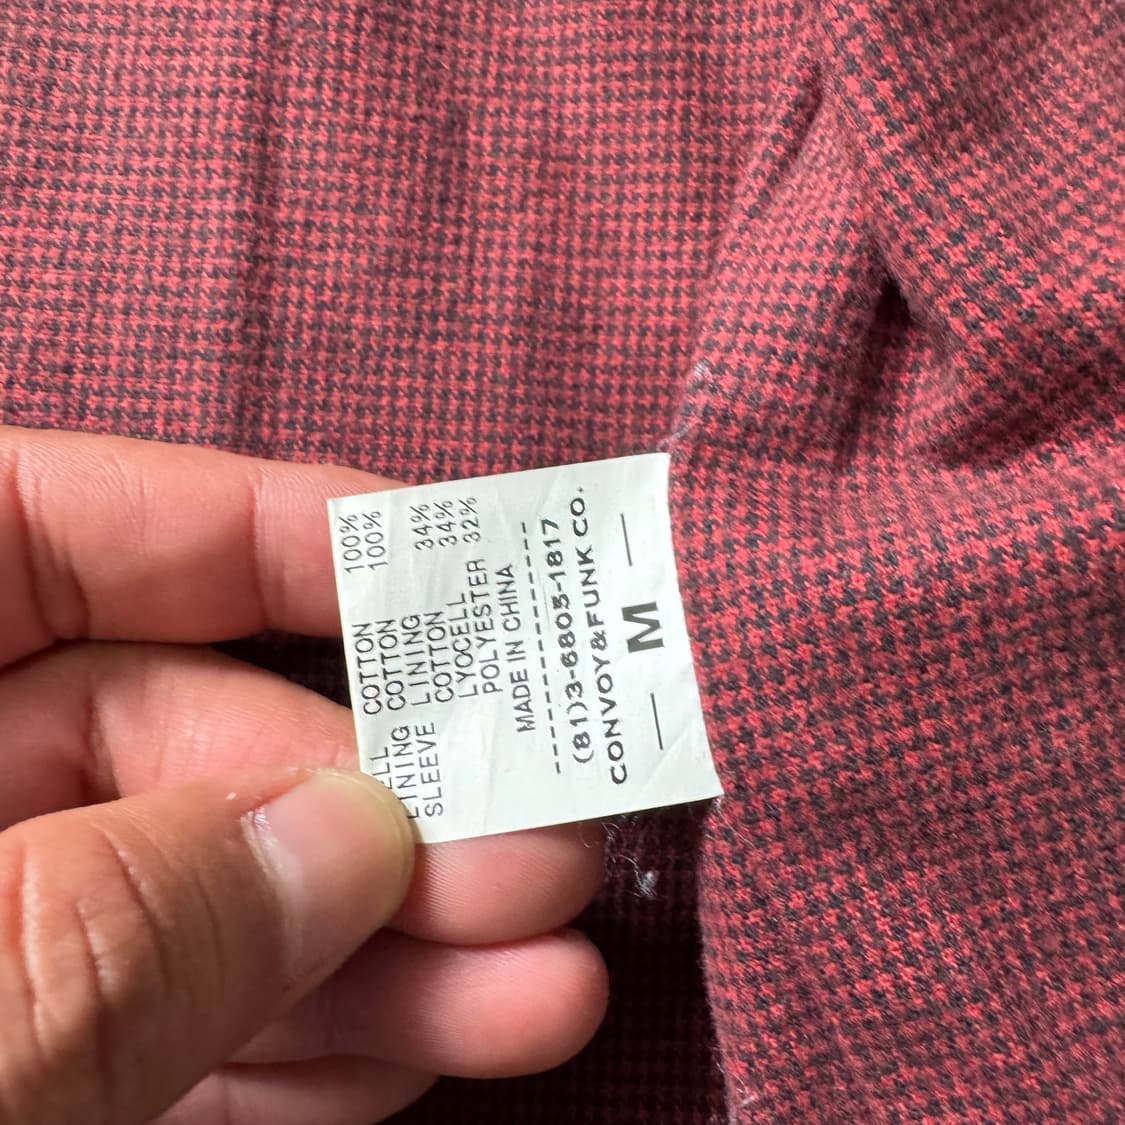 COTTON 100%
LINING COTTON 100%
SLEEVE LINING
COTTON 34%
LYOCELL 34%
POLYESTER 32%
MADE IN CHINA
--------------------
(81)3-6805-1817
CONVOY&FUNK CO.
— M —